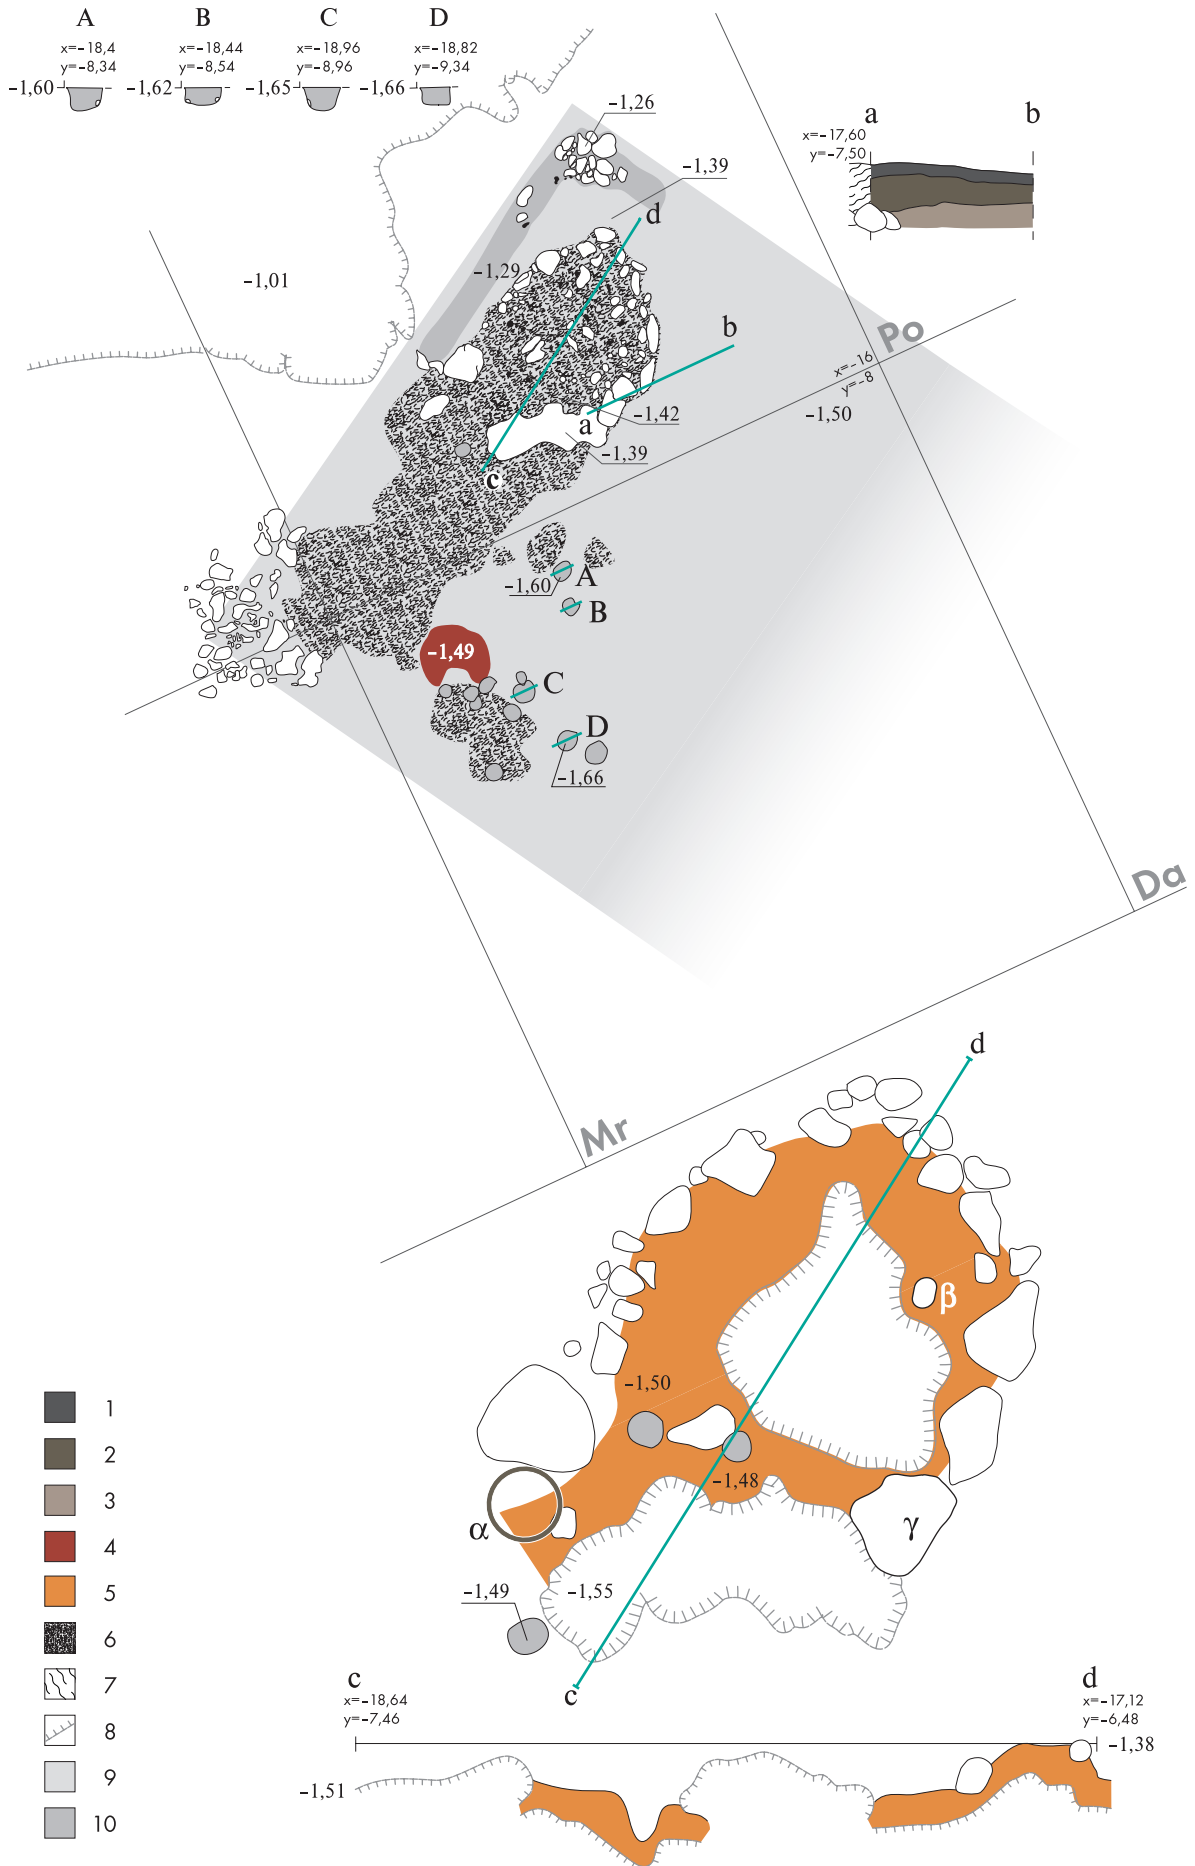 A B C D
x=-18,4 x=-18,44 x=-18,96 x=-18,82
y=-8,34 y=-8,54 y=-8,96 y=-9,34
-1,60 -1,62 -1,65 -1,66
-1,26
a b
x=-17,60
y=-7,50
-1,39
d
-1,29
-1,01
b
Po
x=-16
y=-8
-1,50
-1,42
a
-1,39
c
A
-1,60
B
-1,49
C
D
-1,66
Da
Mr
d
β
-1,50
-1,48
α
γ
-1,55
-1,49
c
1
2
3
4
5
6
7
8
9
10
c d
x=-18,64 x=-17,12
y=-7,46 y=-6,48
-1,38
-1,51